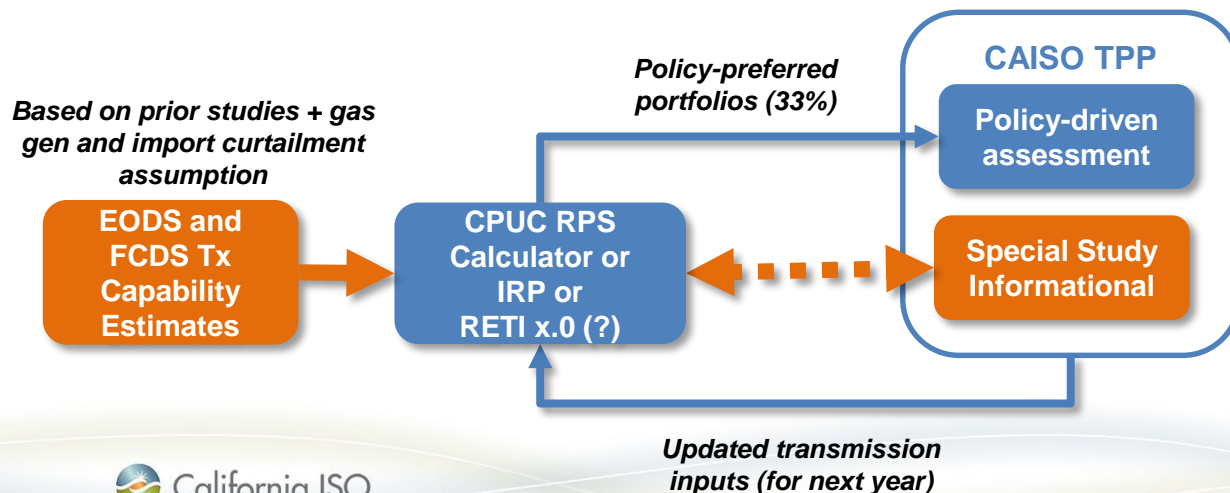 Based on prior studies + gas
gen and import curtailment
assumption
EODS and
FCDS Tx
Capability
Estimates
CPUC RPS
Calculator or
IRP or
RETI x.0 (?)
Policy-preferred
portfolios (33%)
CAISO TPP
Policy-driven
assessment
Special Study
Informational
Updated transmission
inputs (for next year)
California ISO